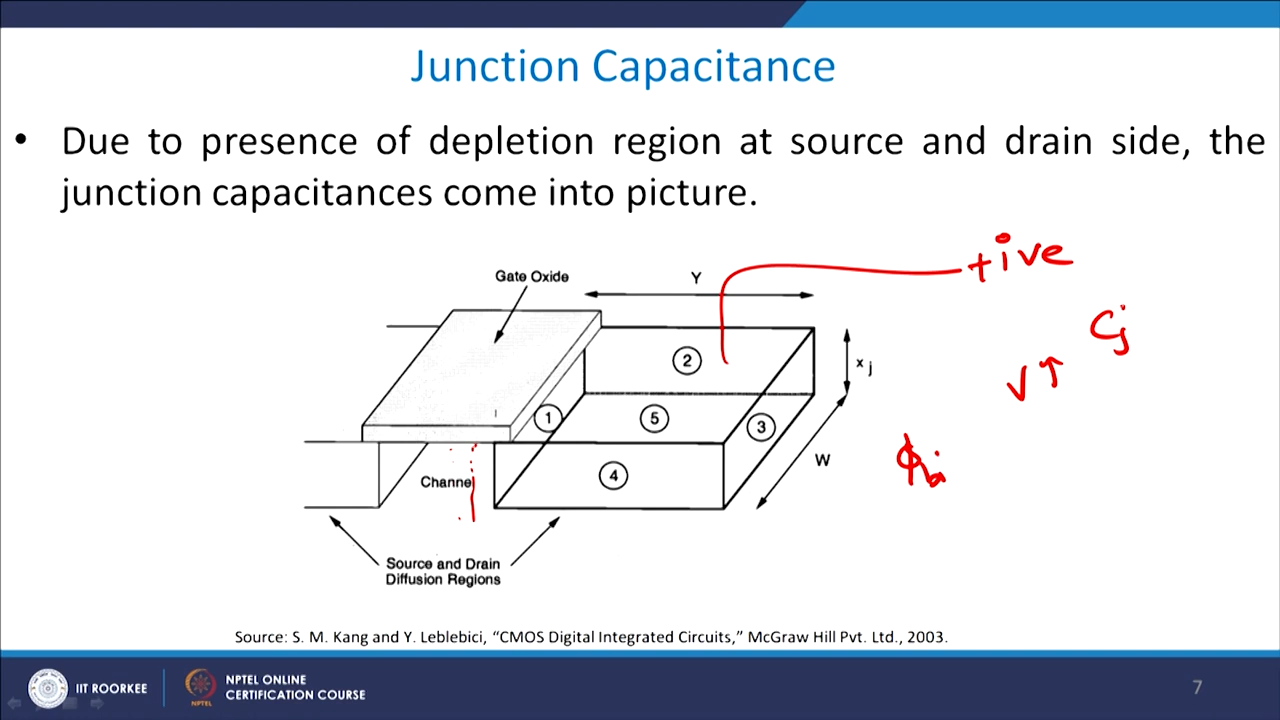 Junction Capacitance
• Due to presence of depletion region at source and drain side, the
junction capacitances come into picture.
+ive
Gate Oxide
Y
Cj
2
xj
V↑
1
5
3
ϕbi
W
4
Channel
Source and Drain
Diffusion Regions
Source: S. M. Kang and Y. Leblebici, “CMOS Digital Integrated Circuits,” McGraw Hill Pvt. Ltd., 2003.
IIT ROORKEE
NPTEL ONLINE
CERTIFICATION COURSE
NPTEL
7